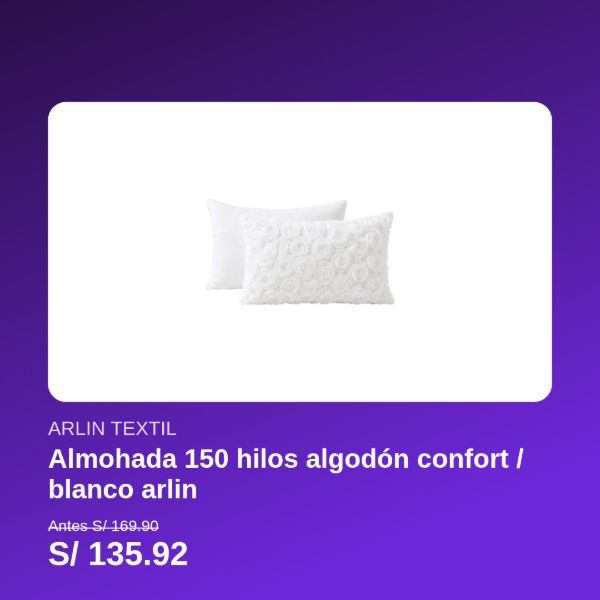 ARLIN TEXTIL
Almohada 150 hilos algodón confort /
blanco arlin
Antes S/ 169.90
S/ 135.92